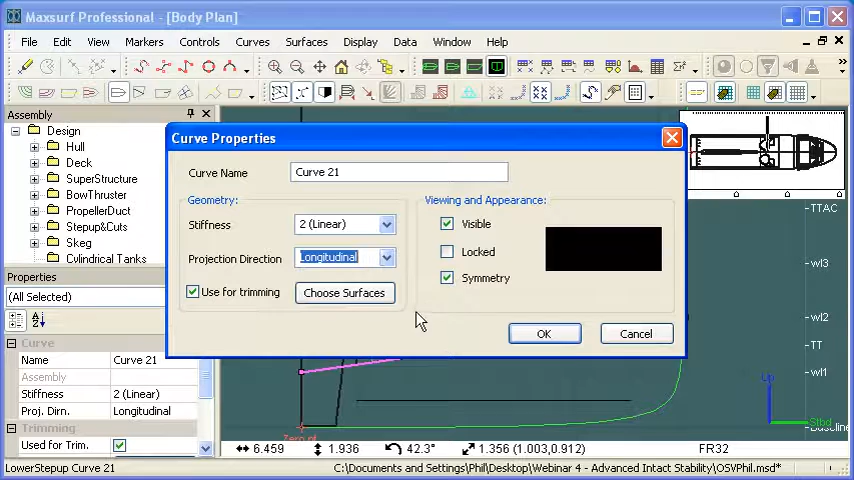 Maxsurf Professional - [Body Plan]
File Edit View Markers Controls Curves Surfaces Display Data Window Help
Assembly
Design
Hull
Deck
SuperStructure
BowThruster
PropellerDuct
Stepup&Cuts
Skeg
Cylindrical Tanks
Properties
(All Selected)
Curve
Name Curve 21
Assembly
Stiffness 2 (Linear)
Proj. Dirn. Longitudinal
Trimming
Used for Trim.
Curve Properties
Curve Name Curve 21
Geometry:
Stiffness 2 (Linear)
Projection Direction Longitudinal
Use for trimming Choose Surfaces
Viewing and Appearance:
Visible
Locked
Symmetry
OK Cancel
TTAC
wl3
wl2
TT
wl1
Up
Stbd
Baseline
Zero pt.
6.459 1.936 42.3° 1.356 (1.003,0.912) FR32
LowerStepup Curve 21 C:\Documents and Settings\Phil\Desktop\Webinar 4 - Advanced Intact Stability\OSVPhil.msd*